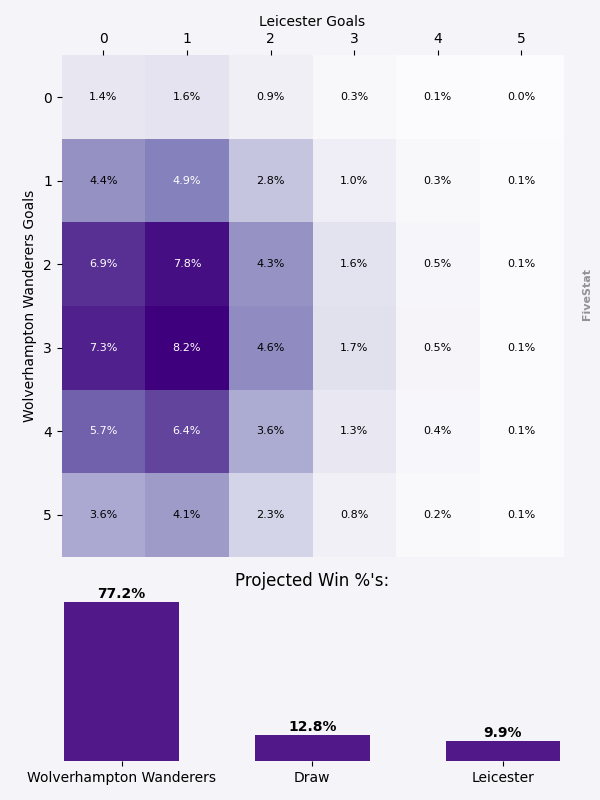 Leicester Goals
0 1 2 3 4 5
Wolverhampton Wanderers Goals
0 1.4% 1.6% 0.9% 0.3% 0.1% 0.0%
1 4.4% 4.9% 2.8% 1.0% 0.3% 0.1%
2 6.9% 7.8% 4.3% 1.6% 0.5% 0.1%
3 7.3% 8.2% 4.6% 1.7% 0.5% 0.1%
4 5.7% 6.4% 3.6% 1.3% 0.4% 0.1%
5 3.6% 4.1% 2.3% 0.8% 0.2% 0.1%
FiveStat
Projected Win %'s:
77.2% 12.8% 9.9%
Wolverhampton Wanderers Draw Leicester